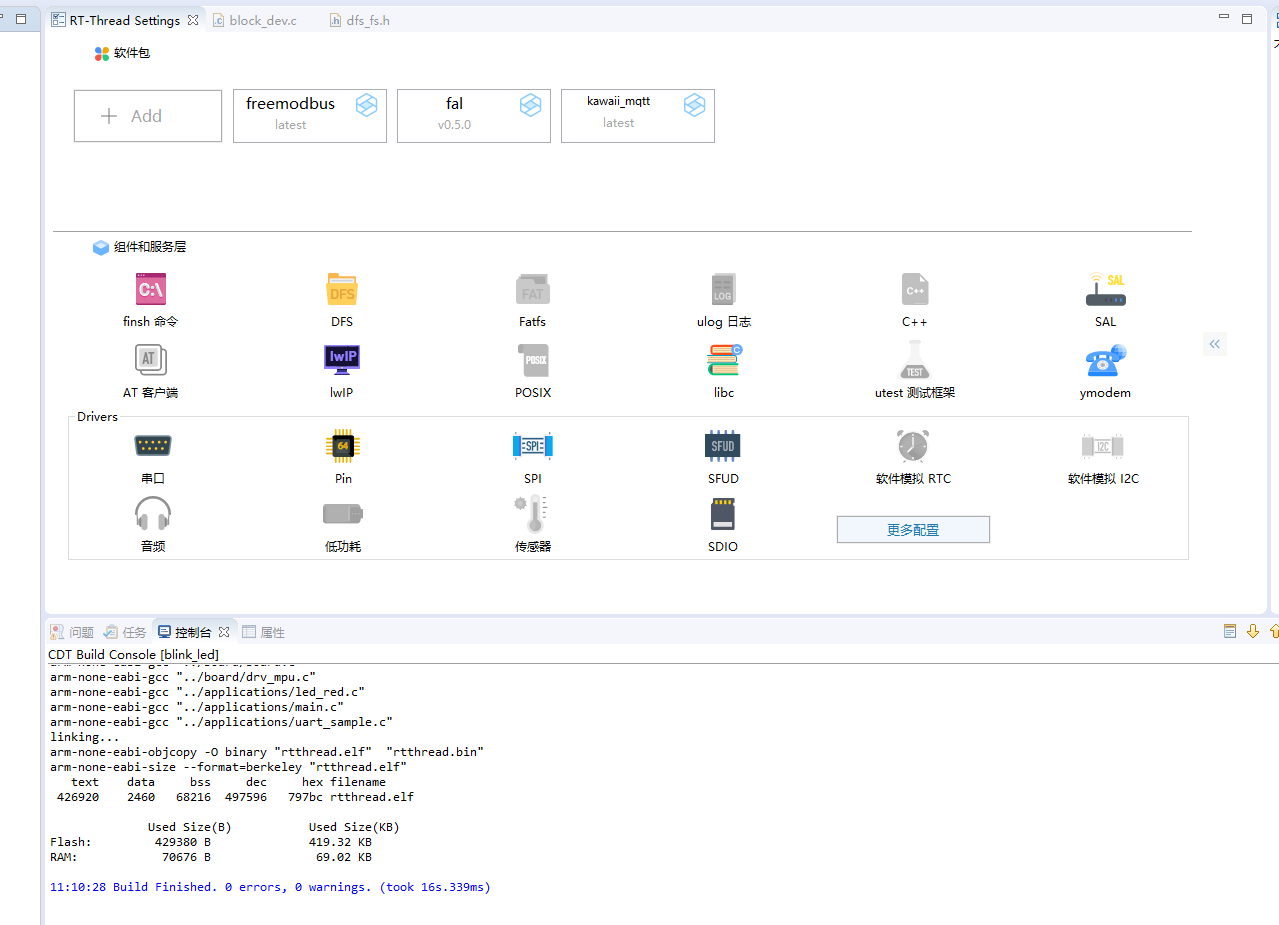 RT-Thread Settings
block_dev.c
dfs_fs.h
软件包
Add
freemodbus
latest
fal
v0.5.0
kawaii_mqtt
latest
组件和服务层
C:\
DFS
FAT
LOG
C++
SAL
finsh 命令
DFS
Fatfs
ulog 日志
C++
SAL
AT
lwIP
POSIX
C
TEST
AT 客户端
lwIP
POSIX
libc
utest 测试框架
ymodem
Drivers
64
SPI
SFUD
I2C
串口
Pin
SPI
SFUD
软件模拟 RTC
软件模拟 I2C
音频
低功耗
传感器
SDIO
更多配置
问题
任务
控制台
属性
CDT Build Console [blink_led]
arm-none-eabi-gcc "../board/board.c"
arm-none-eabi-gcc "../board/drv_mpu.c"
arm-none-eabi-gcc "../applications/led_red.c"
arm-none-eabi-gcc "../applications/main.c"
arm-none-eabi-gcc "../applications/uart_sample.c"
linking...
arm-none-eabi-objcopy -O binary "rtthread.elf"  "rtthread.bin"
arm-none-eabi-size --format=berkeley "rtthread.elf"
text data bss dec hex filename
426920 2460 68216 497596 797bc rtthread.elf
Used Size(B) Used Size(KB)
Flash: 429380 B 419.32 KB
RAM: 70676 B 69.02 KB
11:10:28 Build Finished. 0 errors, 0 warnings. (took 16s.339ms)